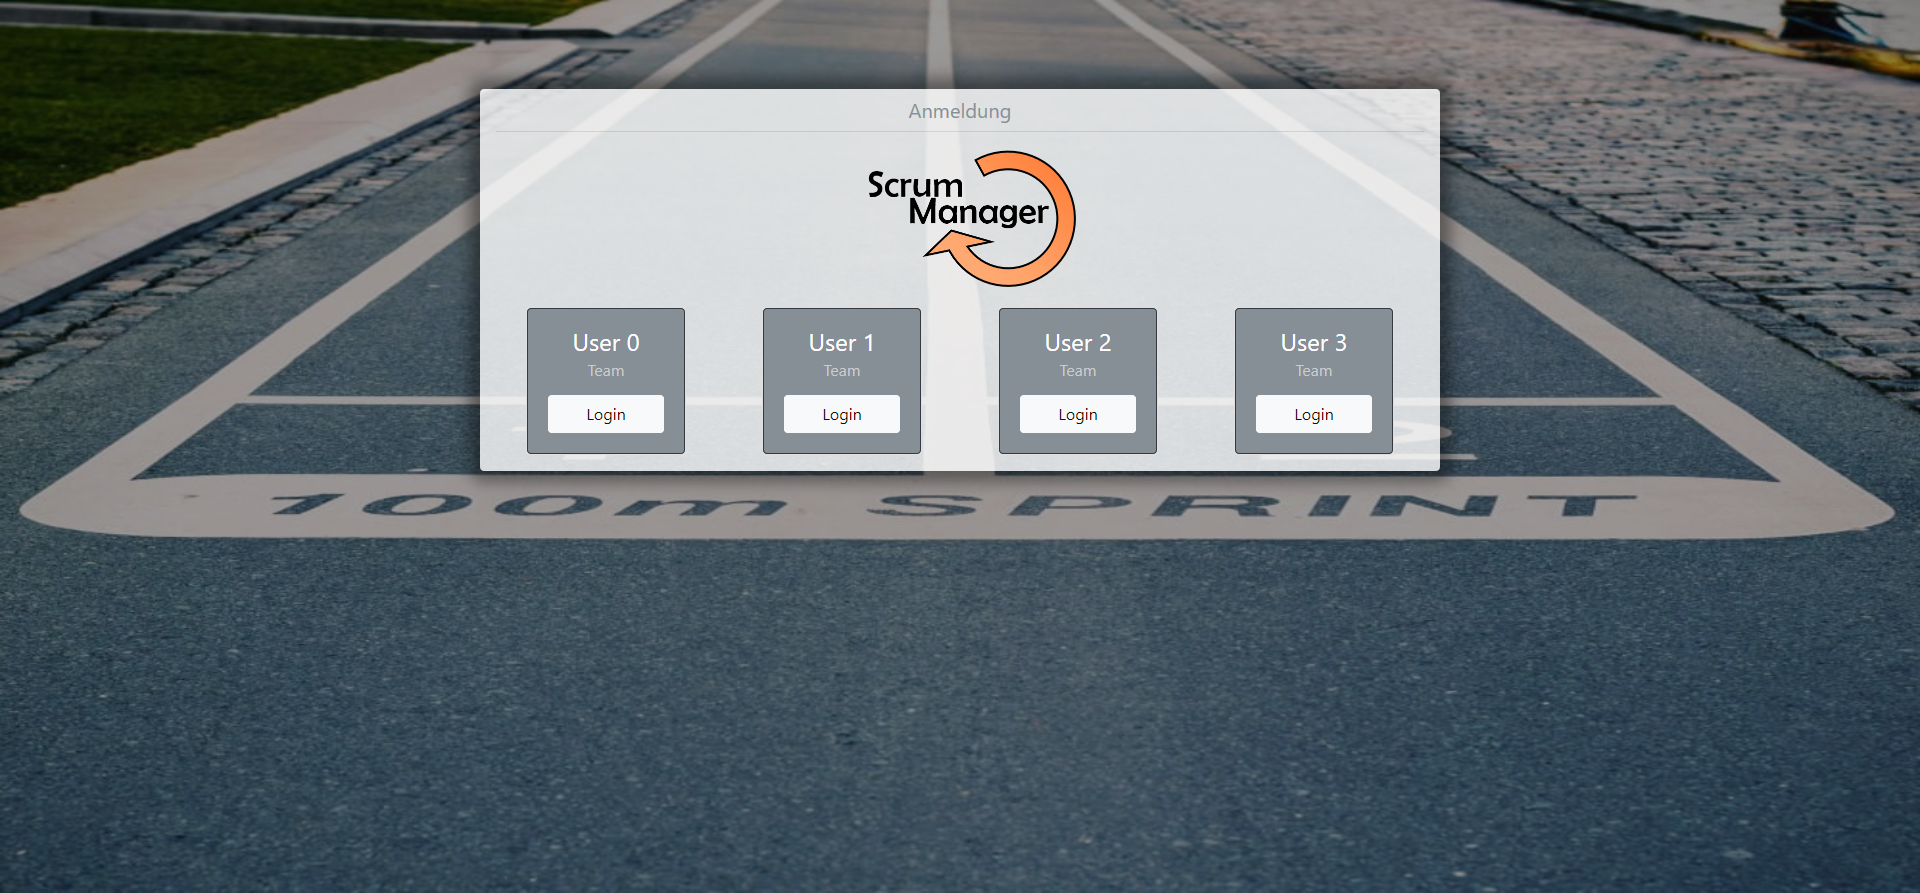 Anmeldung
Scrum
Manager
User 0
Team
Login
User 1
Team
Login
User 2
Team
Login
User 3
Team
Login
100m SPRINT